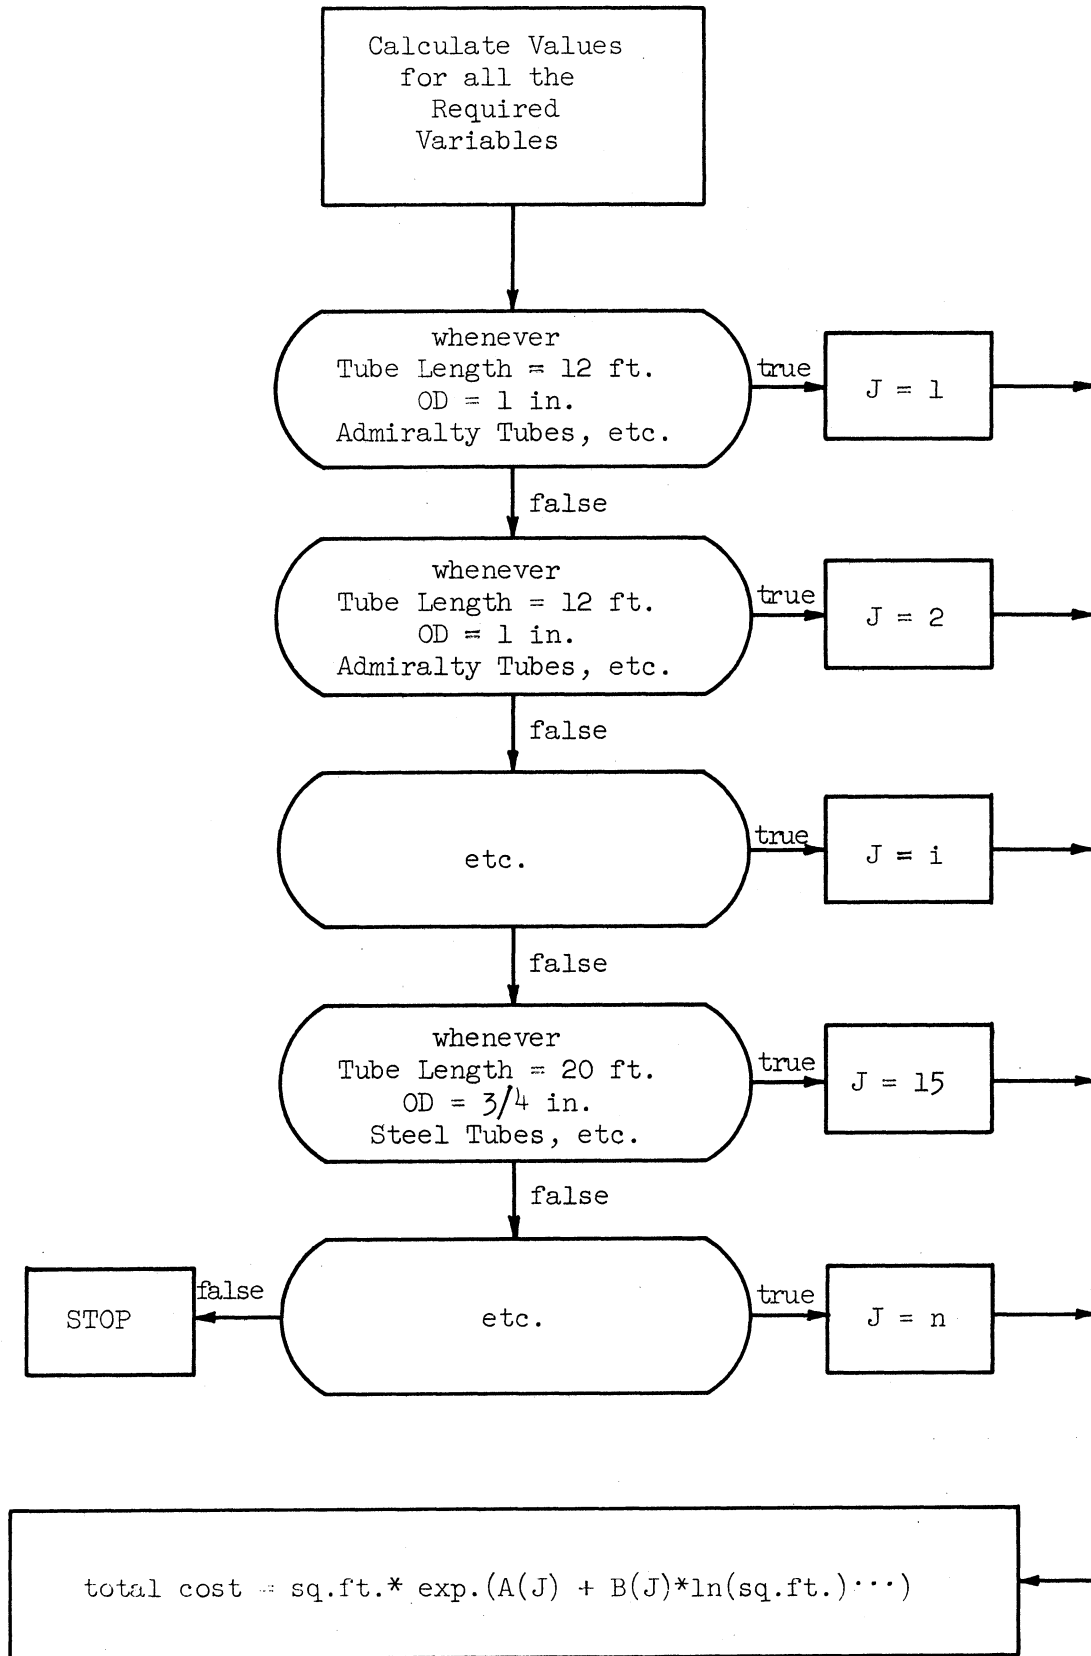 Calculate Values
for all the
Required
Variables
whenever
Tube Length = 12 ft.
OD = 1 in.
Admiralty Tubes, etc.
true
J = 1
false
whenever
Tube Length = 12 ft.
OD = 1 in.
Admiralty Tubes, etc.
true
J = 2
false
etc.
true
J = i
false
whenever
Tube Length = 20 ft.
OD = 3/4 in.
Steel Tubes, etc.
true
J = 15
false
STOP
false
etc.
true
J = n
total cost = sq.ft.* exp.(A(J) + B(J)*ln(sq.ft.)···)